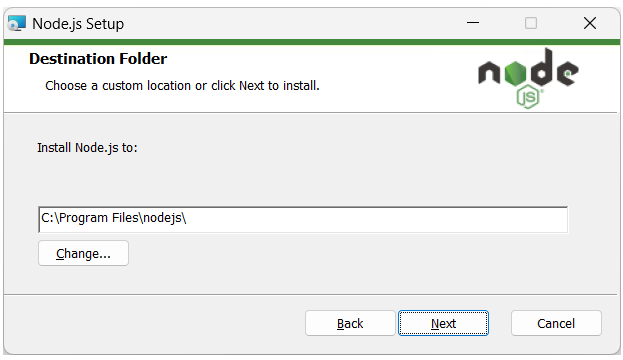 Node.js Setup
Destination Folder
Choose a custom location or click Next to install.
node
JS
Install Node.js to:
C:\Program Files\nodejs\
Change...
Back Next Cancel